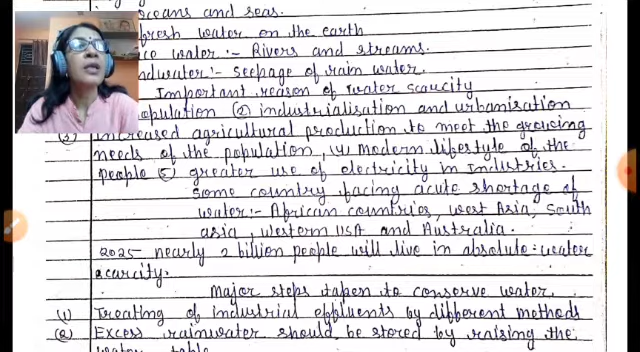 oceans and seas.
fresh water on the earth
ce water :- Rivers and streams.
ndwater :- Seepage of rain water.
Important reason of water scaucity
opulation (2) industrialisation and urbanisation
(3) increased agricultural production to meet the growing
needs of the population, (4) modern lifestyle of the
people (5) greater use of electricity in Industries.
Some country facing acute shortage of
water :- African countries, west Asia, South
asia, western USA and Australia.
2025 nearly 2 billion people will live in absolute water
scarcity.
Major steps taken to conserve water.
(1) Treating of industrial effluents by different methods
(2) Excess rainwater should be stored by raising the
water table